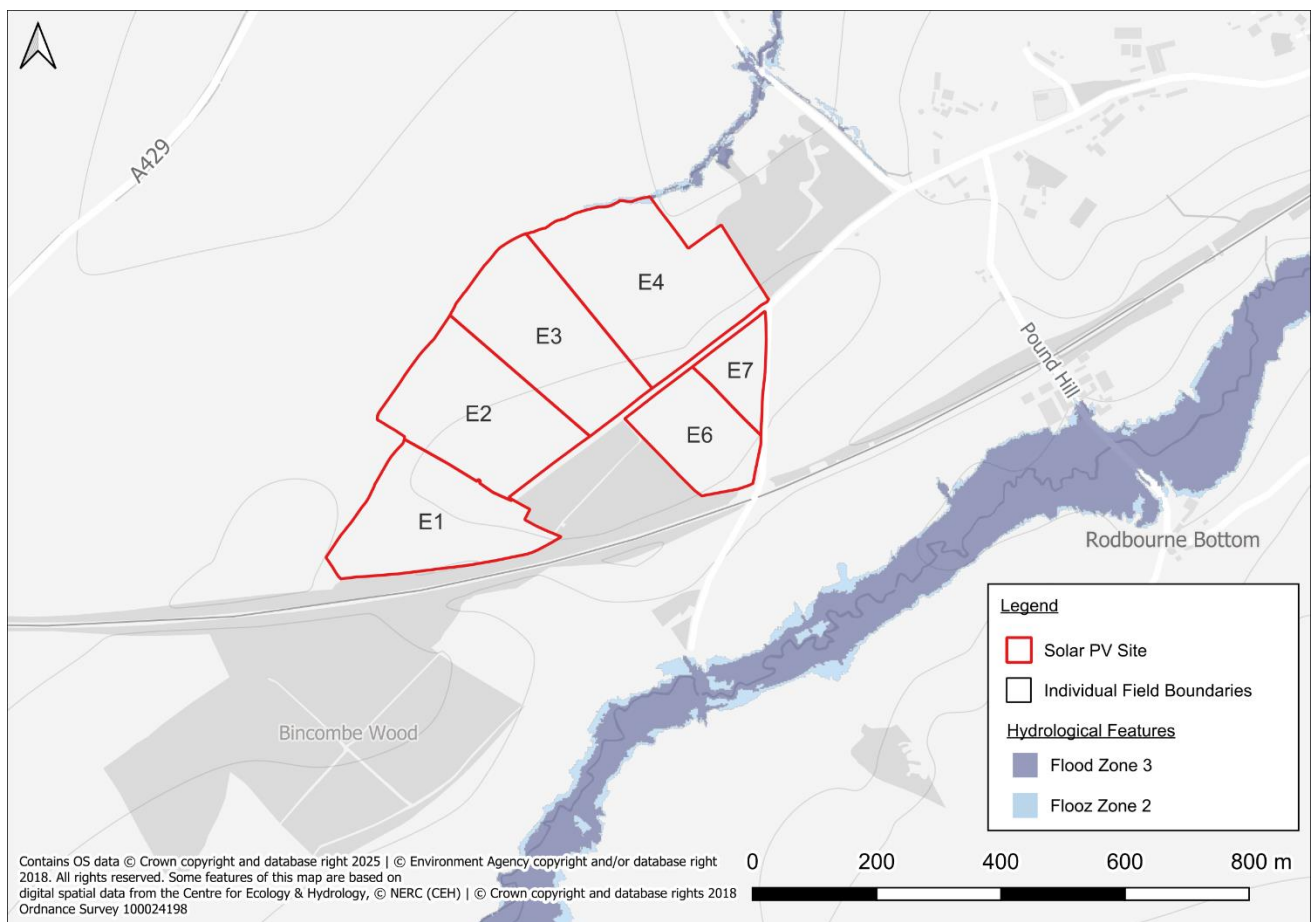 A429
E4
E3
E7
E2
E6
E1
Pound Hill
Rodbourne Bottom
Bincombe Wood
Legend
Solar PV Site
Individual Field Boundaries
Hydrological Features
Flood Zone 3
Flooz Zone 2
Contains OS data © Crown copyright and database right 2025 | © Environment Agency copyright and/or database right
2018. All rights reserved. Some features of this map are based on
digital spatial data from the Centre for Ecology & Hydrology, © NERC (CEH) | © Crown copyright and database rights 2018
Ordnance Survey 100024198
0 200 400 600 800 m